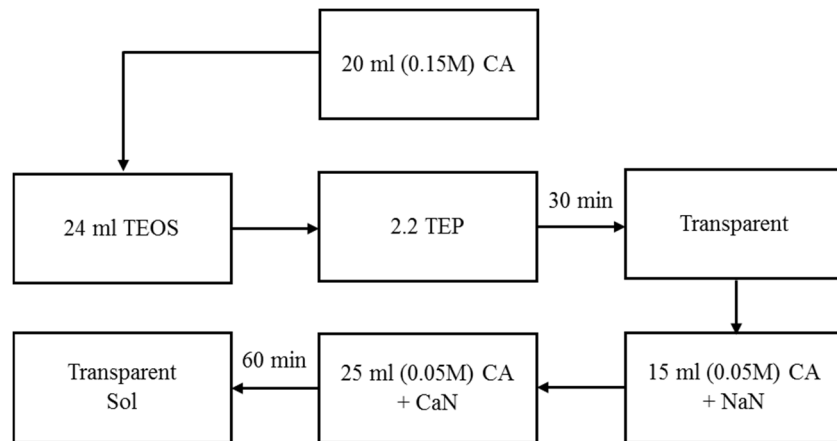 20 ml (0.15M) CA
24 ml TEOS
2.2 TEP
30 min
Transparent
15 ml (0.05M) CA
+ NaN
25 ml (0.05M) CA
+ CaN
60 min
Transparent
Sol